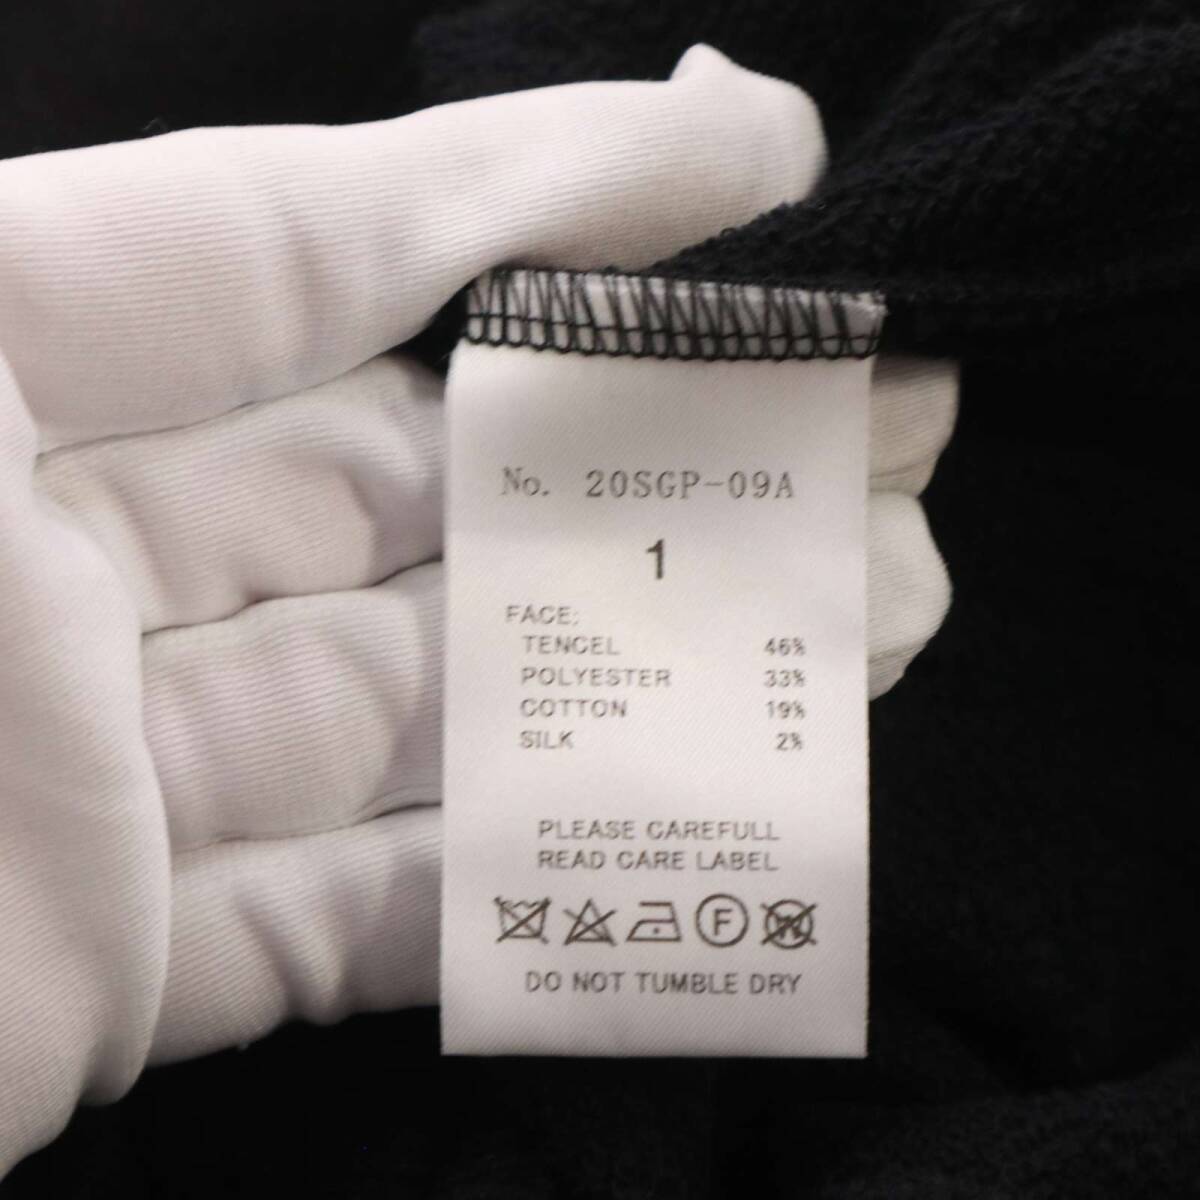 No. 20SGP-09A
1
FACE:
TENCEL 46%
POLYESTER 33%
COTTON 19%
SILK 2%
PLEASE CAREFULL
READ CARE LABEL
F W
DO NOT TUMBLE DRY